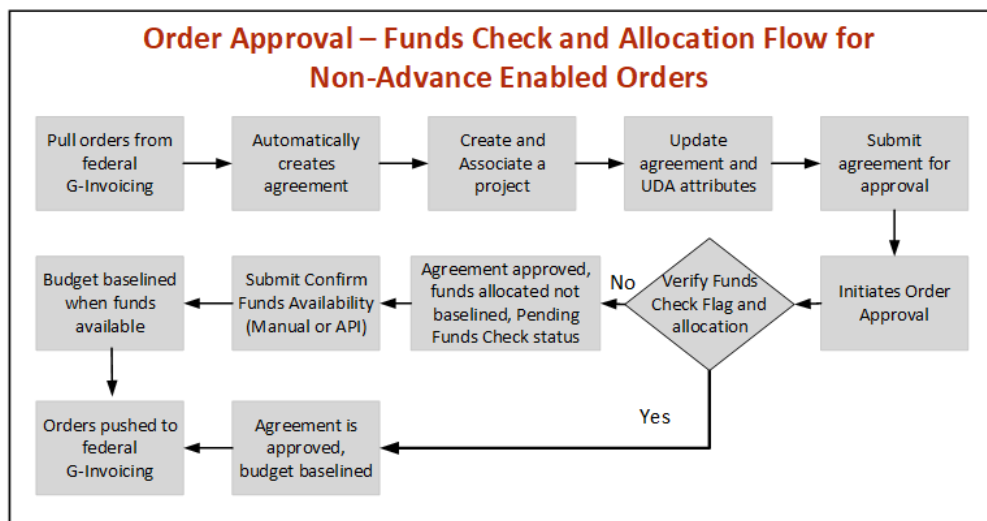 Order Approval – Funds Check and Allocation Flow for
Non-Advance Enabled Orders
Pull orders from
federal
G-Invoicing
Automatically
creates
agreement
Create and
Associate a
project
Update
agreement and
UDA attributes
Submit
agreement for
approval
Initiates Order
Approval
Verify Funds
Check Flag and
allocation
No
Agreement approved,
funds allocated not
baselined, Pending
Funds Check status
Submit Confirm
Funds Availability
(Manual or API)
Budget baselined
when funds
available
Yes
Agreement is
approved,
budget baselined
Orders pushed to
federal
G-Invoicing